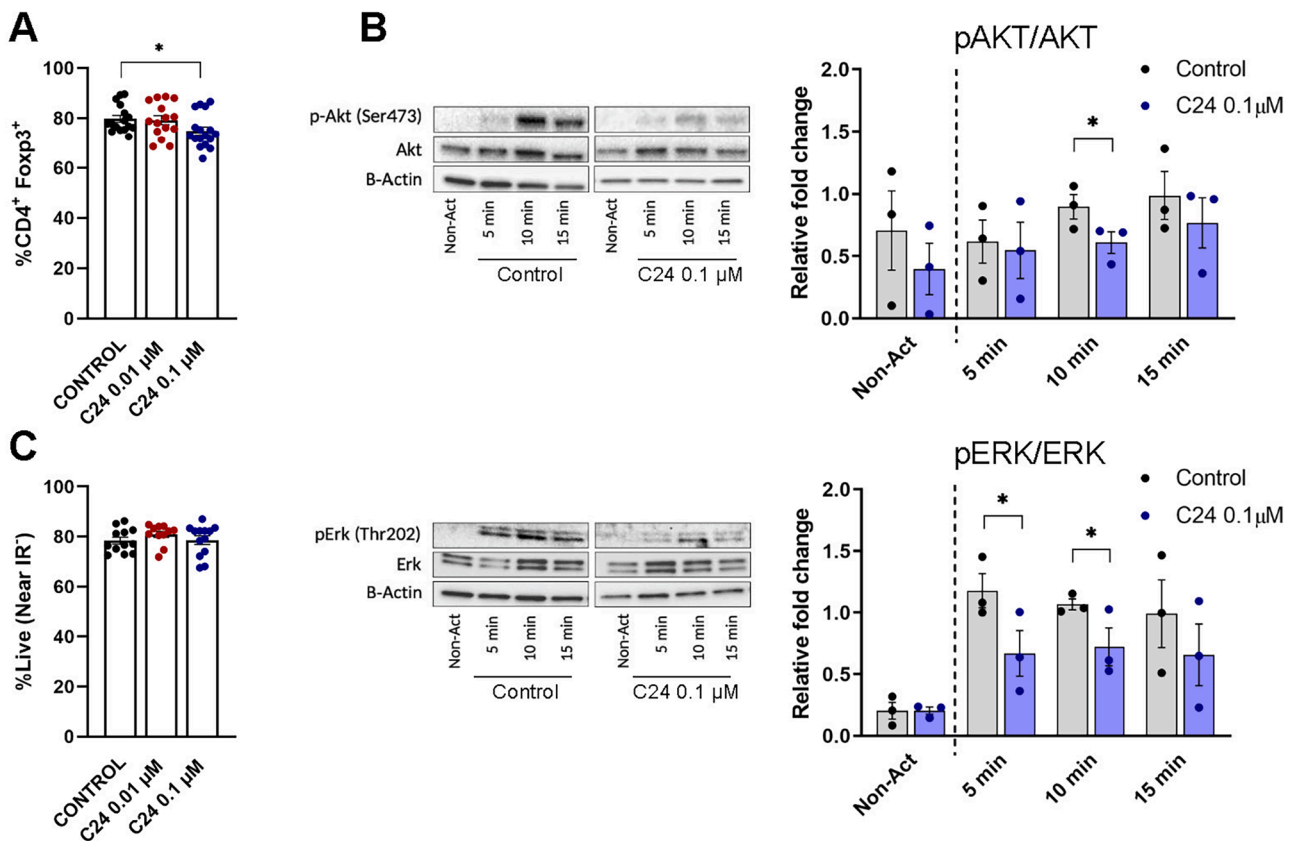 A
*
%CD4+ Foxp3+
100
80
60
40
20
0
CONTROL
C24 0.01 µM
C24 0.1 µM
B
p-Akt (Ser473)
Akt
B-Actin
Non-Act
5 min
10 min
15 min
Non-Act
5 min
10 min
15 min
Control
C24 0.1 µM
pAKT/AKT
Control
C24 0.1µM
Relative fold change
2.0
1.5
1.0
0.5
0.0
*
Non-Act
5 min
10 min
15 min
C
%Live (Near IR-)
100
80
60
40
20
0
CONTROL
C24 0.01 µM
C24 0.1 µM
pErk (Thr202)
Erk
B-Actin
Non-Act
5 min
10 min
15 min
Non-Act
5 min
10 min
15 min
Control
C24 0.1 µM
pERK/ERK
Control
C24 0.1µM
Relative fold change
2.0
1.5
1.0
0.5
0.0
*
*
Non-Act
5 min
10 min
15 min